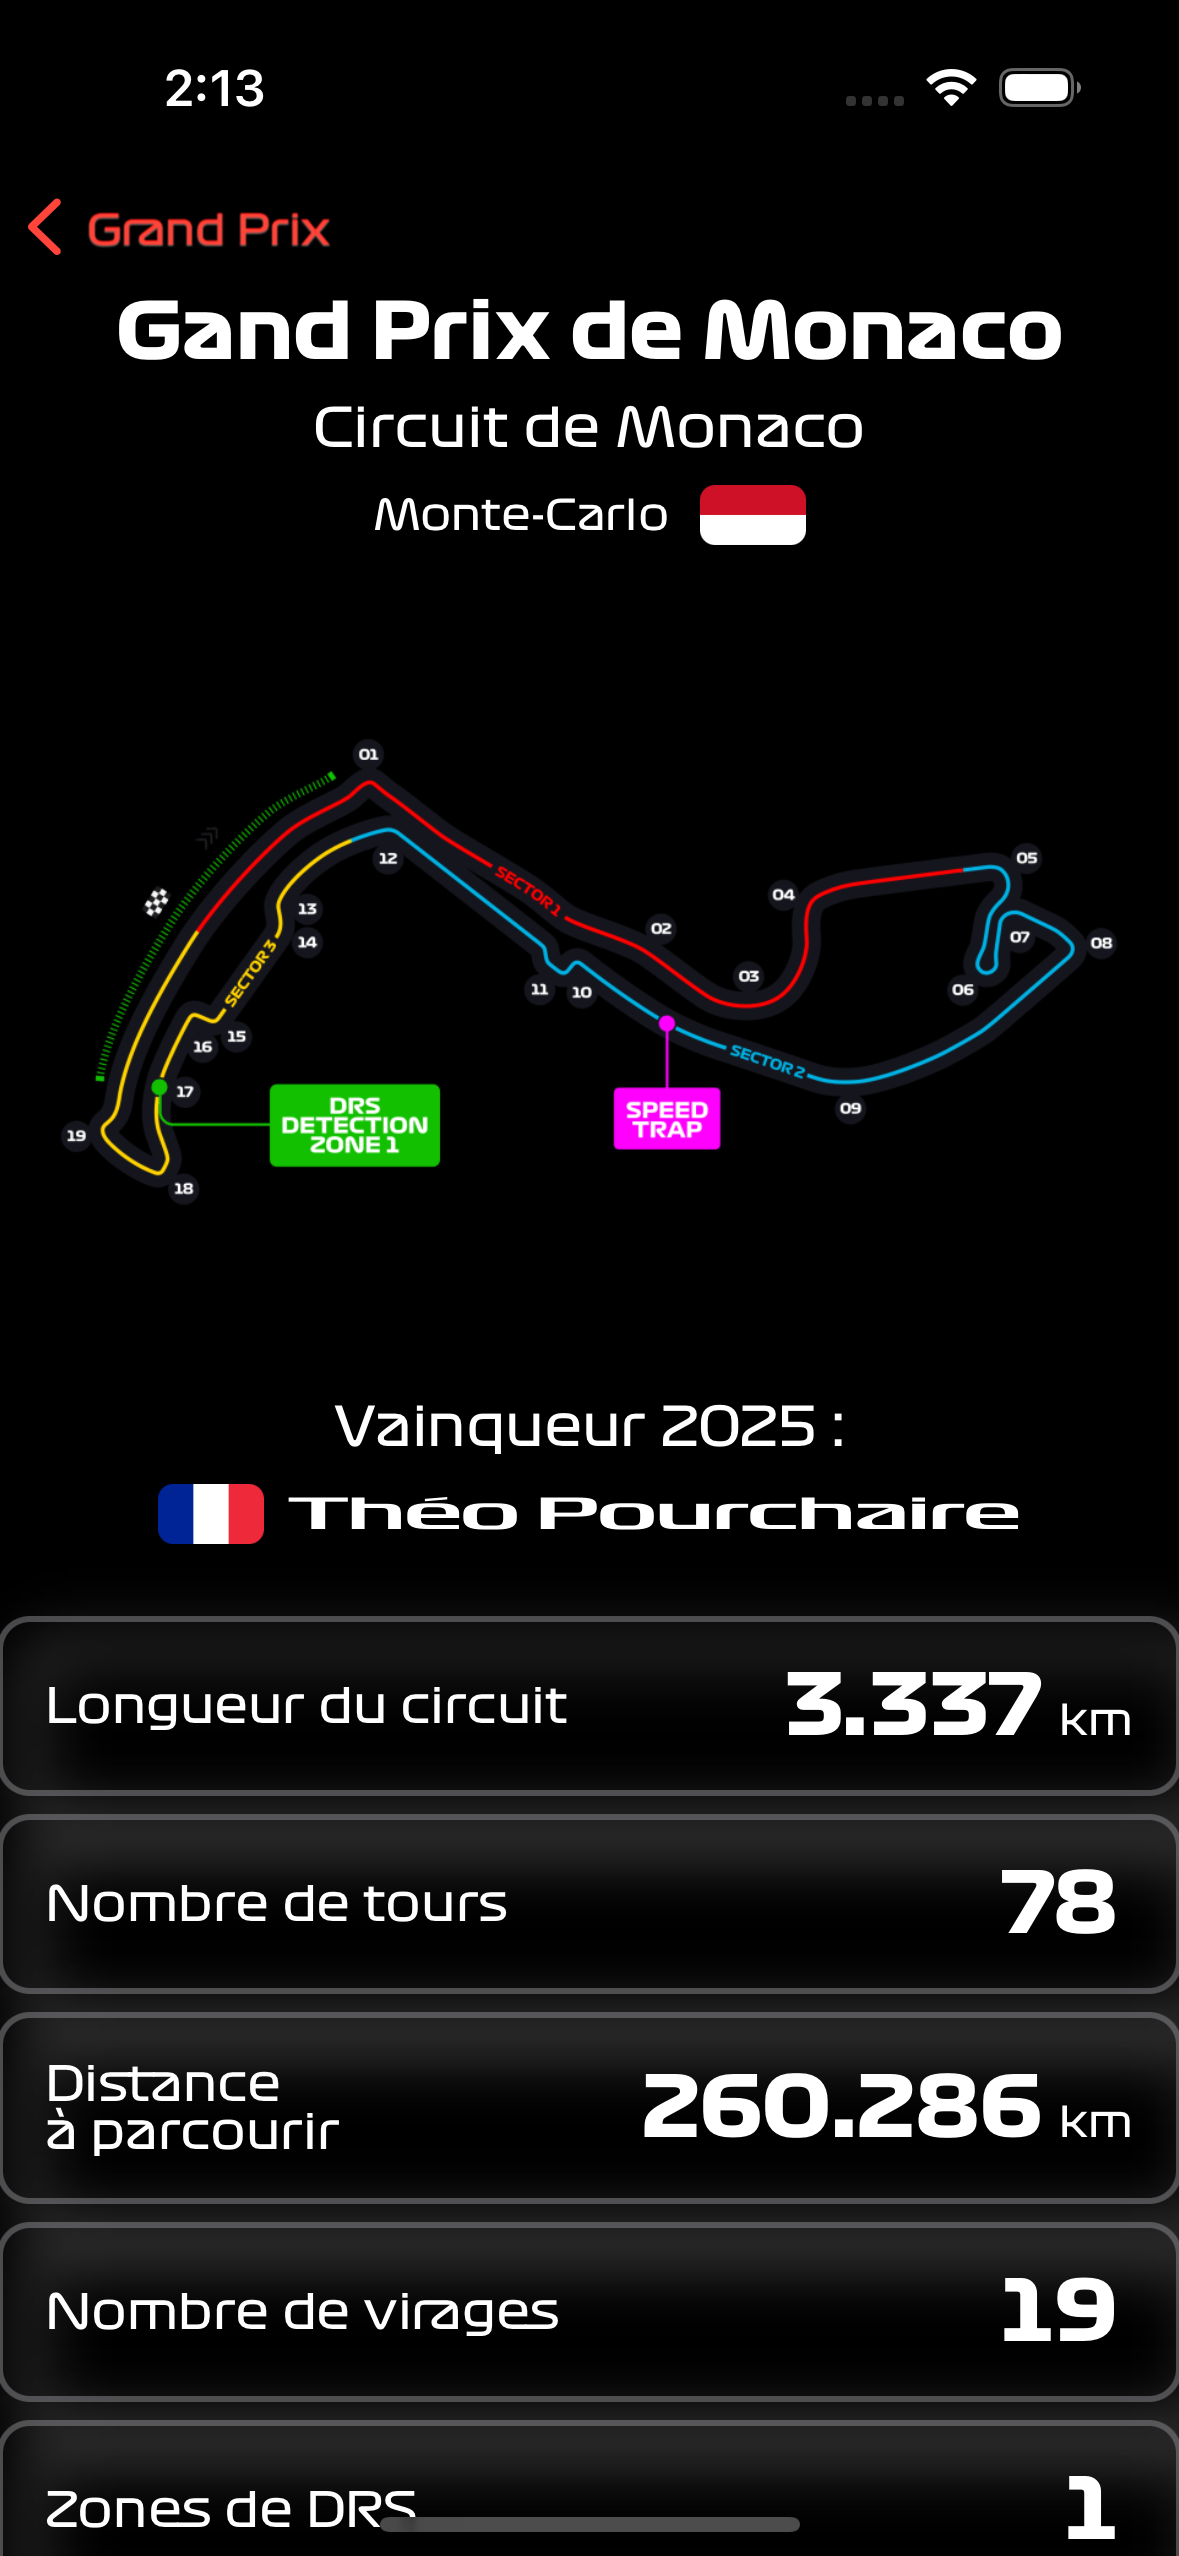 2:13
Grand Prix
Gand Prix de Monaco
Circuit de Monaco
Monte-Carlo
01
12
13
14
SECTOR 1
02
03
04
05
07
08
06
11
10
SECTOR 3
16
15
17
19
18
DRS
DETECTION
ZONE 1
SPEED
TRAP
SECTOR 2
09
Vainqueur 2025 :
Théo Pourchaire
Longueur du circuit 3.337 km
Nombre de tours 78
Distance
à parcourir 260.286 km
Nombre de virages 19
Zones de DRS 1